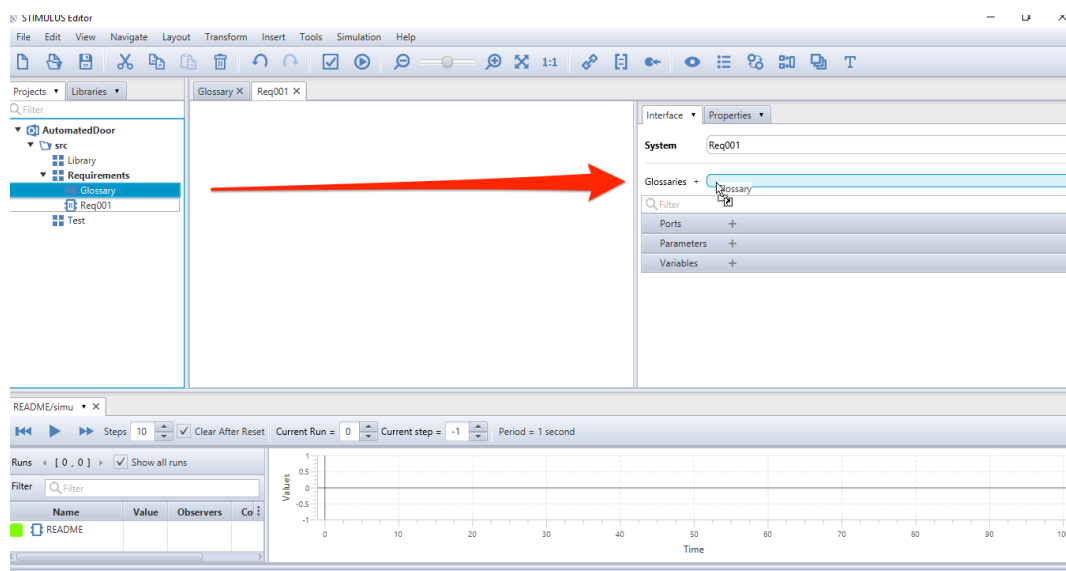 STIMULUS Editor
File Edit View Navigate Layout Transform Insert Tools Simulation Help
1:1 T
Projects Libraries
Filter
AutomatedDoor
src
Library
Requirements
Glossary
Req001
Test
Glossary Req001
Interface Properties
System Req001
Glossaries + Glossary
Filter
Ports +
Parameters +
Variables +
README/simu
Steps 10 Clear After Reset Current Run = 0 Current step = -1 Period = 1 second
Runs [ 0 , 0 ] Show all runs
Filter Filter
Name Value Observers Co
README
Values
1
0.5
0
-0.5
-1
0 10 20 30 40 50 60 70 80 90 10
Time